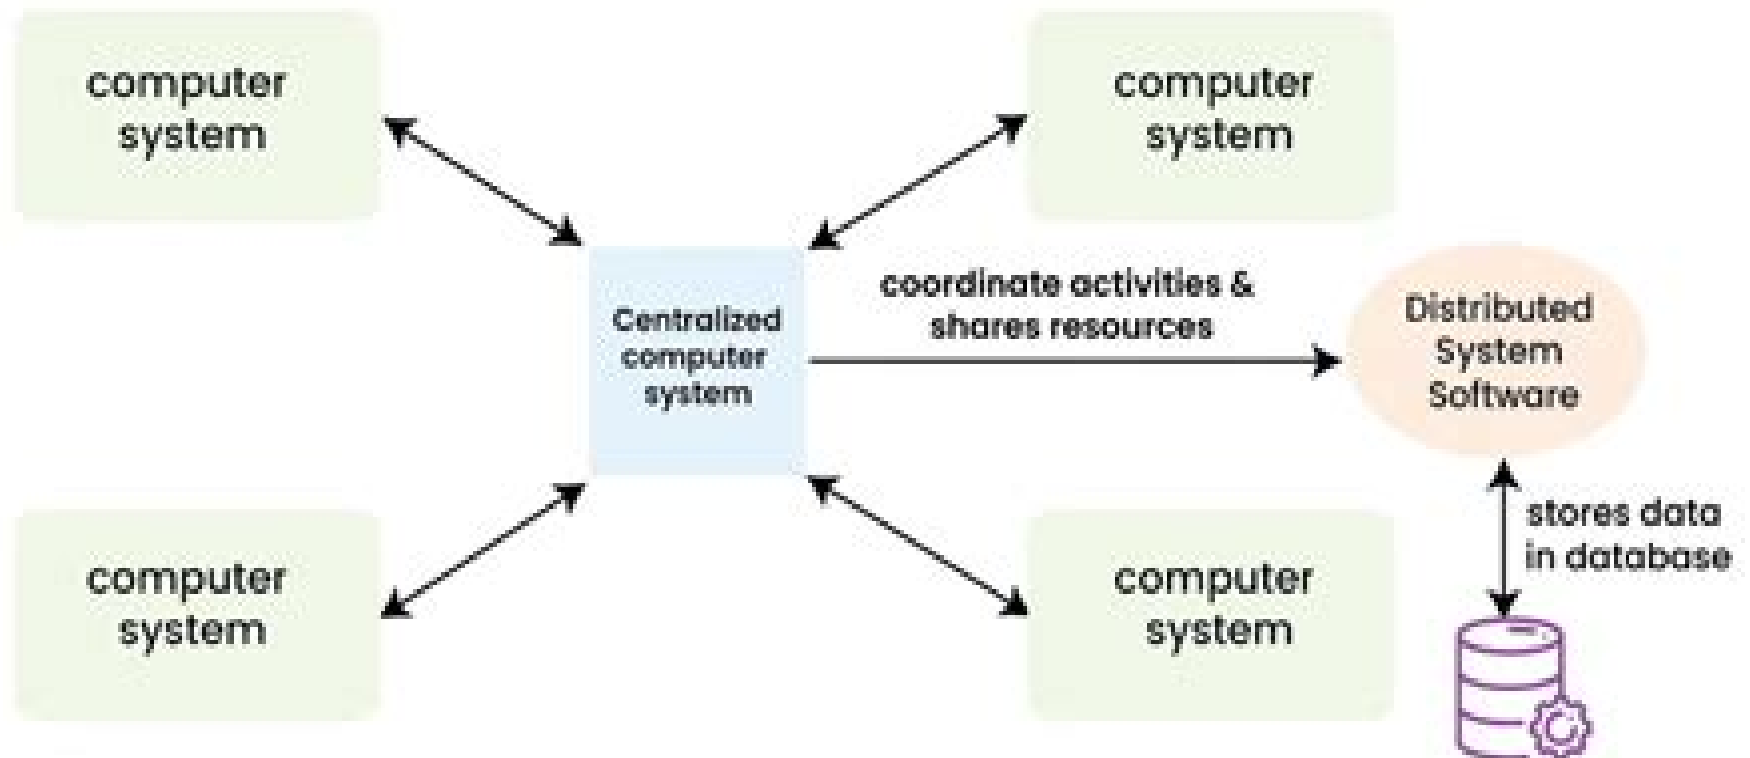 computer
system
computer
system
coordinate activities &
shares resources
Centralized
computer
system
Distributed
System
Software
stores data
in database
computer
system
computer
system